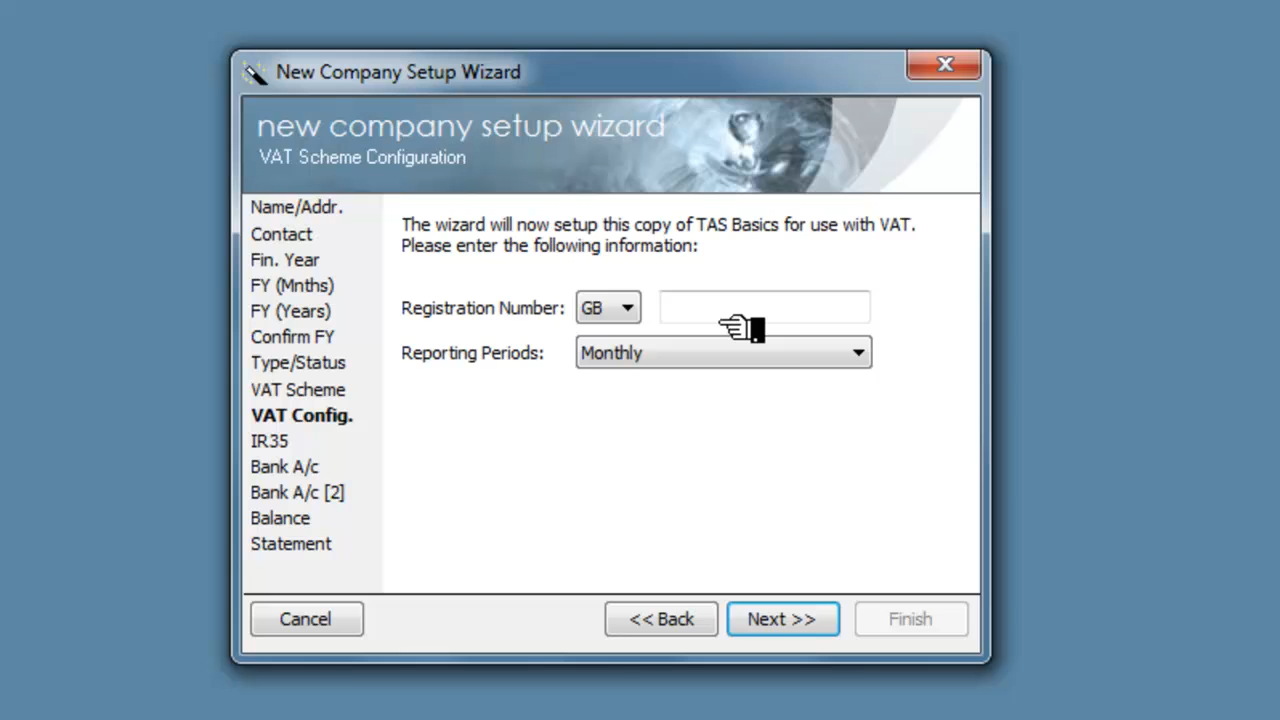 New Company Setup Wizard
new company setup wizard
VAT Scheme Configuration
Name/Addr.
Contact
Fin. Year
FY (Mnths)
FY (Years)
Confirm FY
Type/Status
VAT Scheme
VAT Config.
IR35
Bank A/c
Bank A/c [2]
Balance
Statement
The wizard will now setup this copy of TAS Basics for use with VAT.
Please enter the following information:
Registration Number: GB
Reporting Periods: Monthly
Cancel << Back Next >> Finish